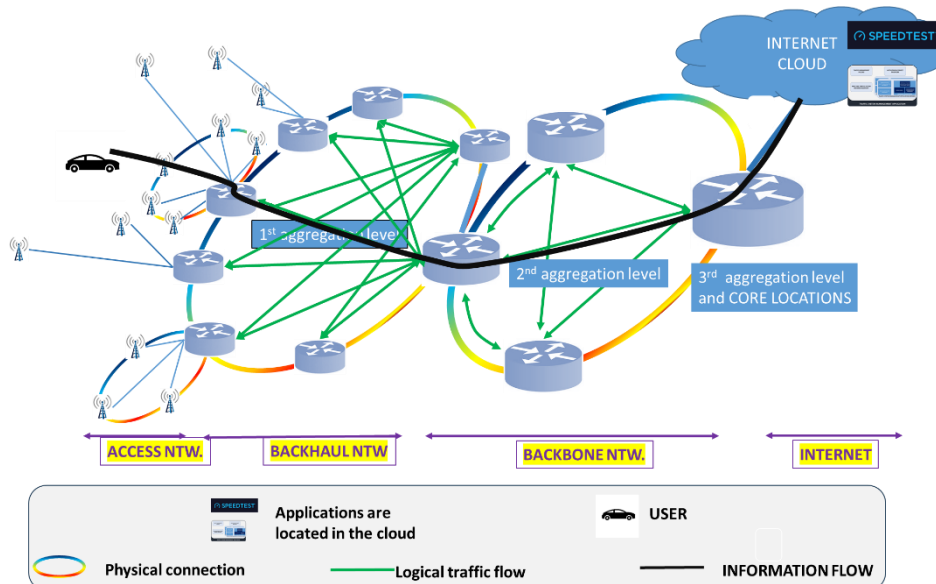 INTERNET
CLOUD
SPEEDTEST
1st aggregation level
2nd aggregation level
3rd aggregation level
and CORE LOCATIONS
ACCESS NTW.
BACKHAUL NTW
BACKBONE NTW.
INTERNET
SPEEDTEST
Applications are
located in the cloud
USER
Physical connection
Logical traffic flow
INFORMATION FLOW